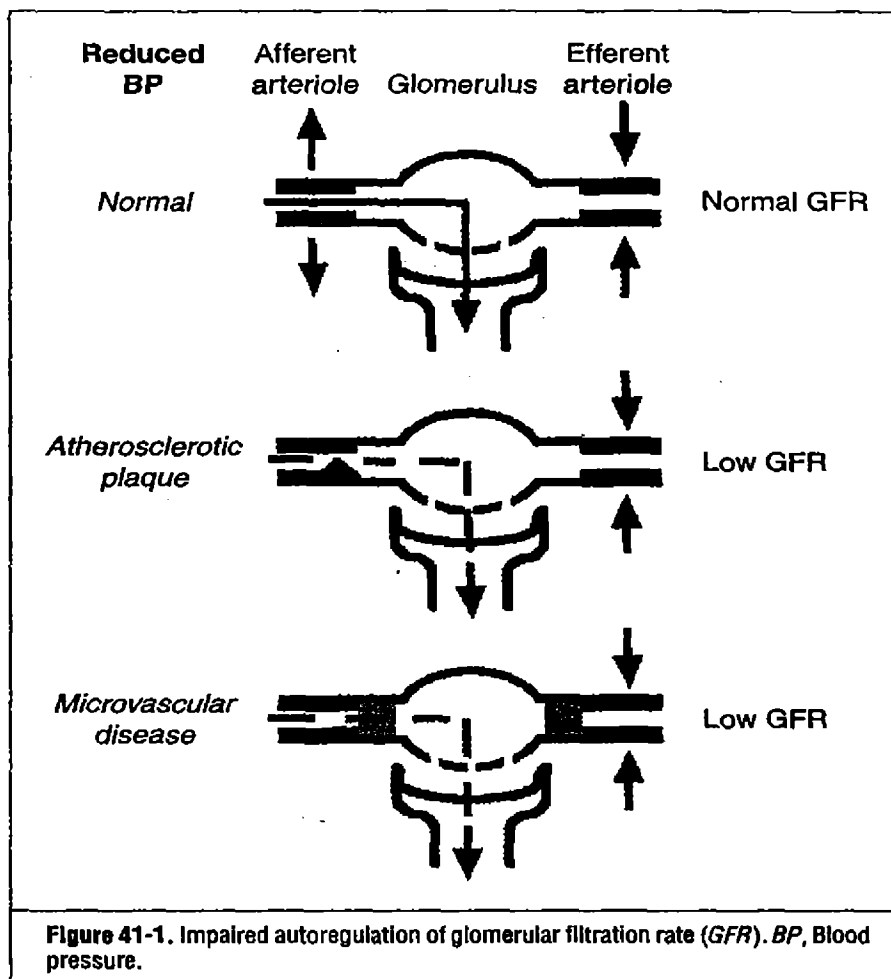 Reduced BP
Afferent arteriole
Glomerulus
Efferent arteriole
Normal
Normal GFR
Atherosclerotic plaque
Low GFR
Microvascular disease
Low GFR
Figure 41-1. Impaired autoregulation of glomerular filtration rate (GFR). BP, Blood
pressure.